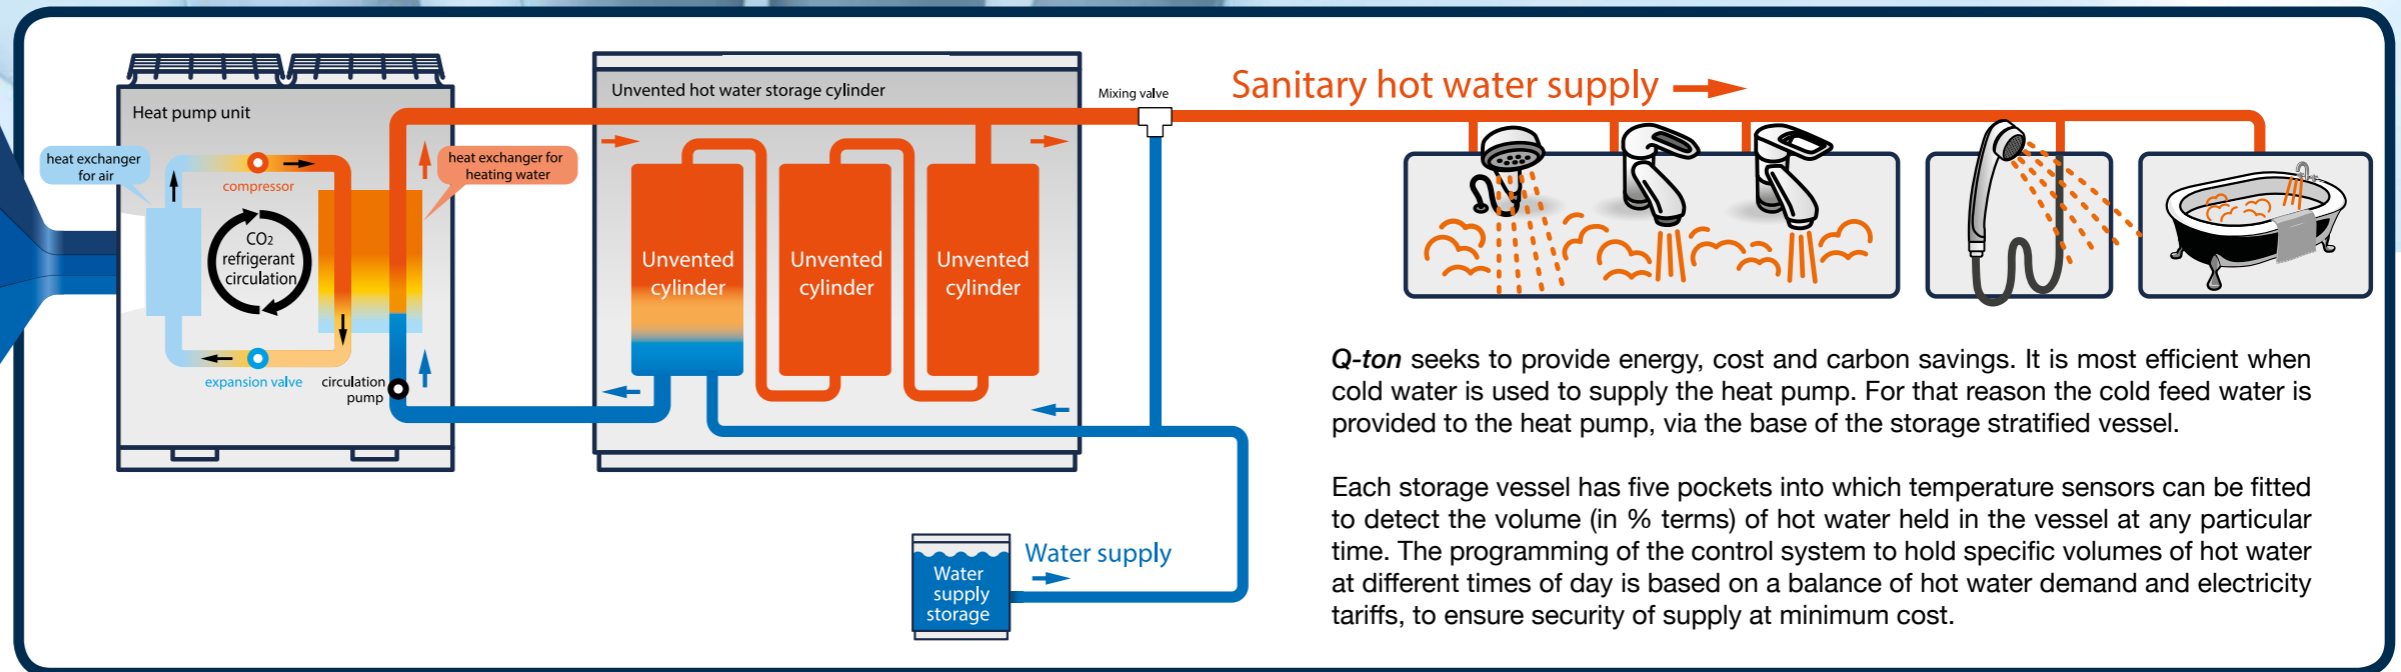 Heat pump unit
heat exchanger
for air
compressor
heat exchanger for
heating water
CO2
refrigerant
circulation
expansion valve
circulation
pump
Unvented hot water storage cylinder
Unvented
cylinder
Unvented
cylinder
Unvented
cylinder
Mixing valve
Sanitary hot water supply
Water supply
Water
supply
storage
Q-ton seeks to provide energy, cost and carbon savings. It is most efficient when
cold water is used to supply the heat pump. For that reason the cold feed water is
provided to the heat pump, via the base of the storage stratified vessel.
Each storage vessel has five pockets into which temperature sensors can be fitted
to detect the volume (in % terms) of hot water held in the vessel at any particular
time. The programming of the control system to hold specific volumes of hot water
at different times of day is based on a balance of hot water demand and electricity
tariffs, to ensure security of supply at minimum cost.